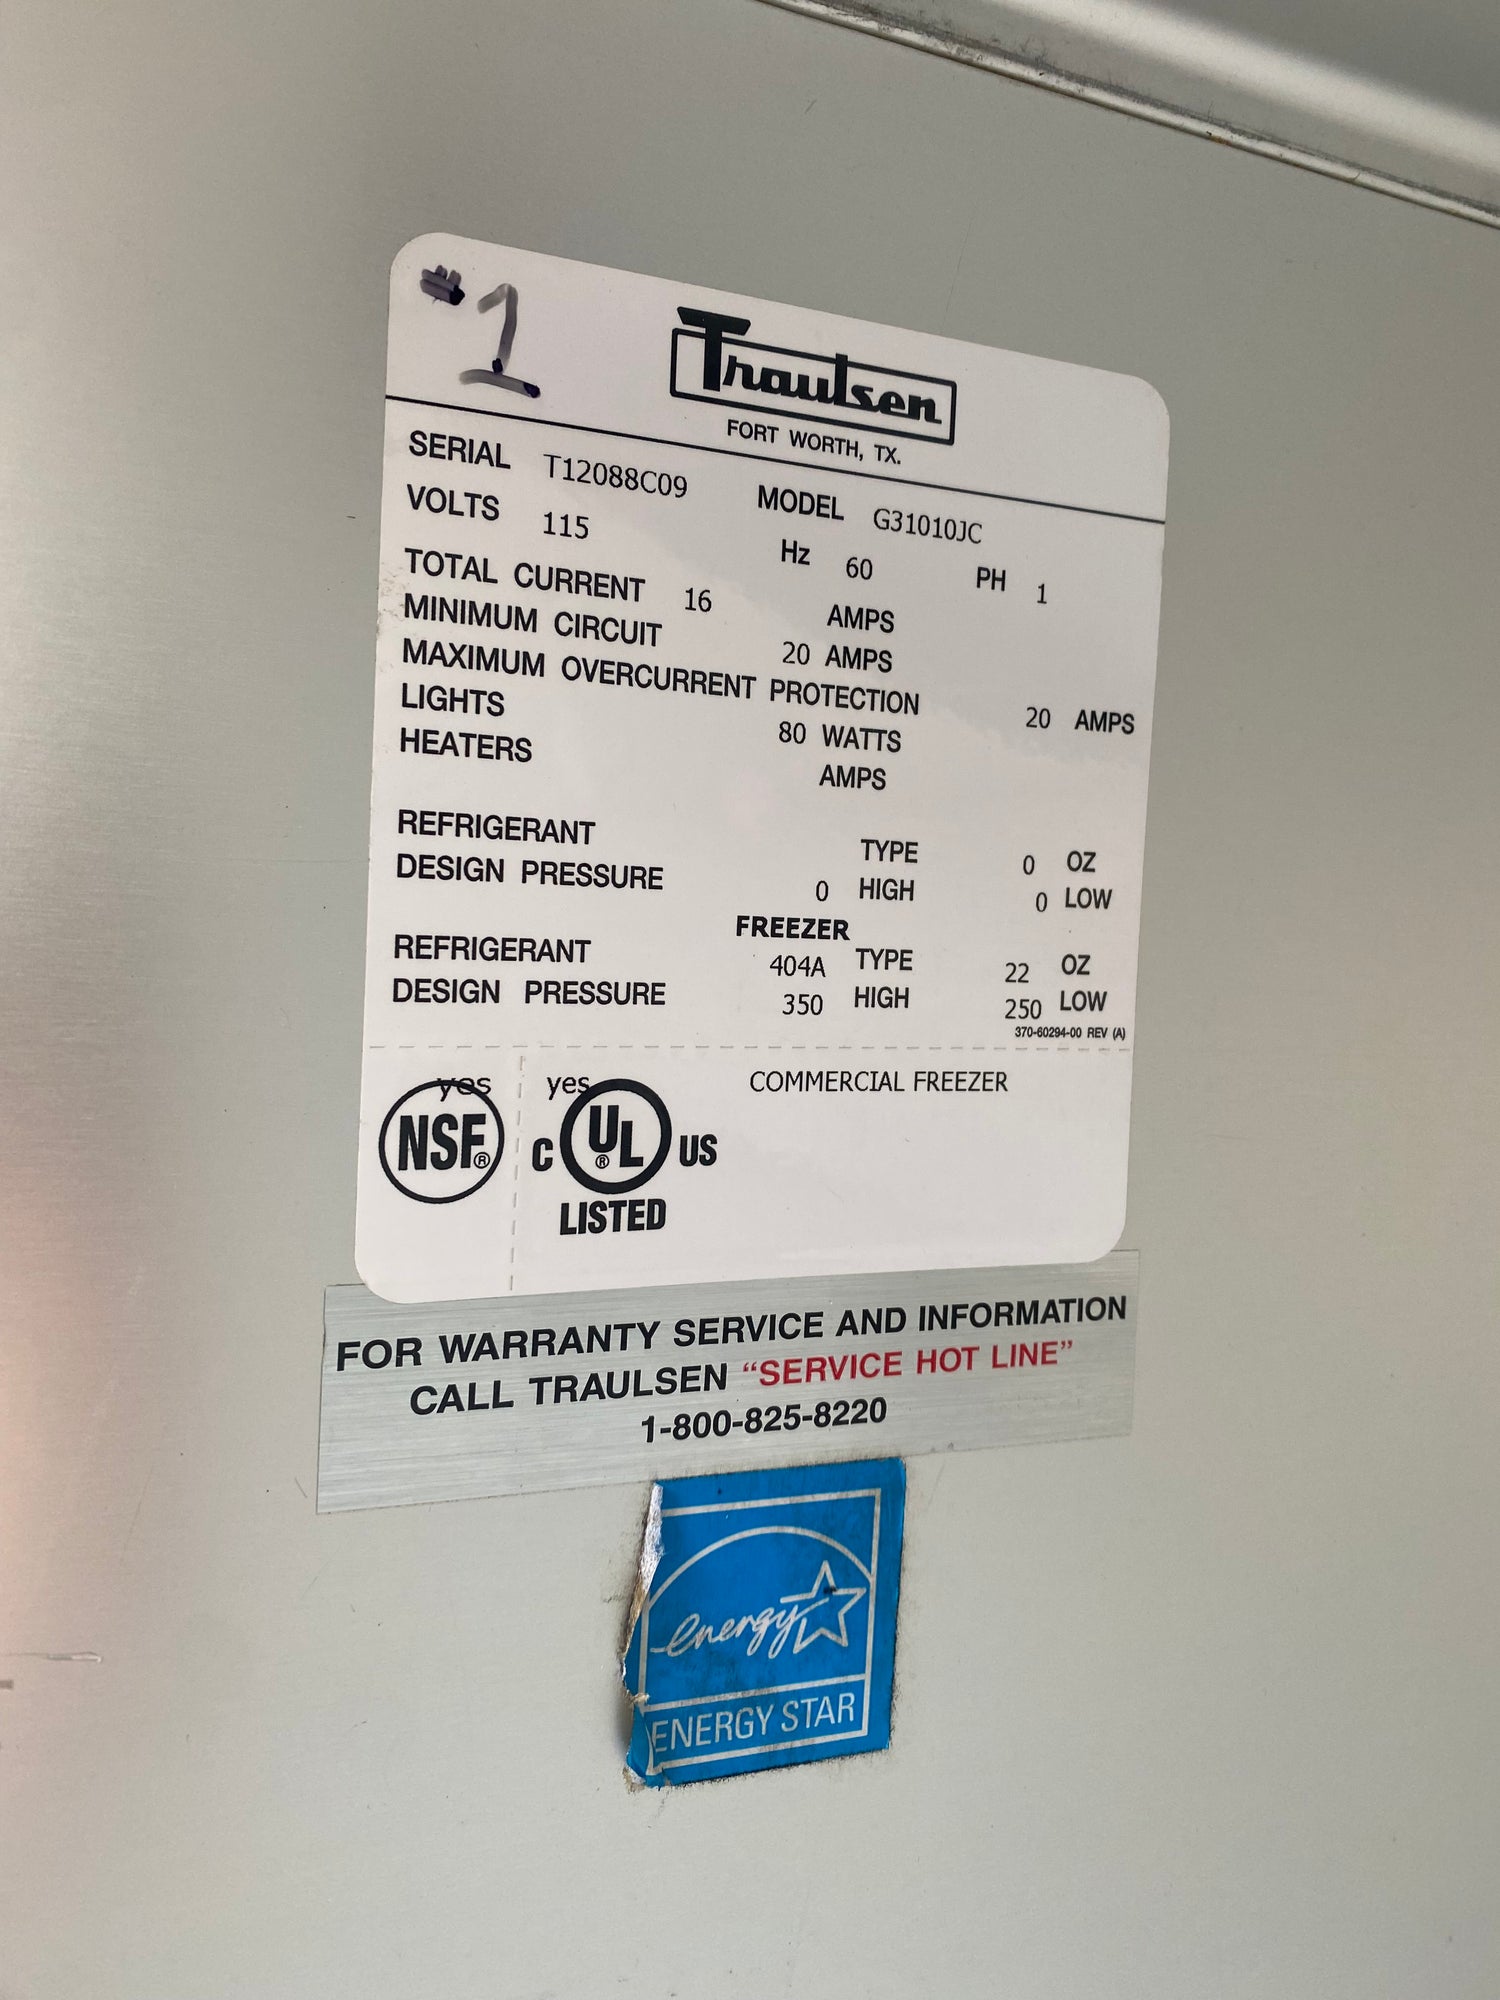 #1
Traulsen
FORT WORTH, TX.
SERIAL T12088C09 MODEL G31010JC
VOLTS 115 Hz 60 PH 1
TOTAL CURRENT 16 AMPS
MINIMUM CIRCUIT 20 AMPS
MAXIMUM OVERCURRENT PROTECTION 20 AMPS
LIGHTS 80 WATTS
HEATERS AMPS
REFRIGERANT TYPE 0 OZ
DESIGN PRESSURE 0 HIGH 0 LOW
FREEZER
REFRIGERANT 404A TYPE 22 OZ
DESIGN PRESSURE 350 HIGH 250 LOW
370-60294-00 REV (A)
yes yes COMMERCIAL FREEZER
NSF® C UL® US
LISTED
FOR WARRANTY SERVICE AND INFORMATION
CALL TRAULSEN “SERVICE HOT LINE”
1-800-825-8220
energy
ENERGY STAR